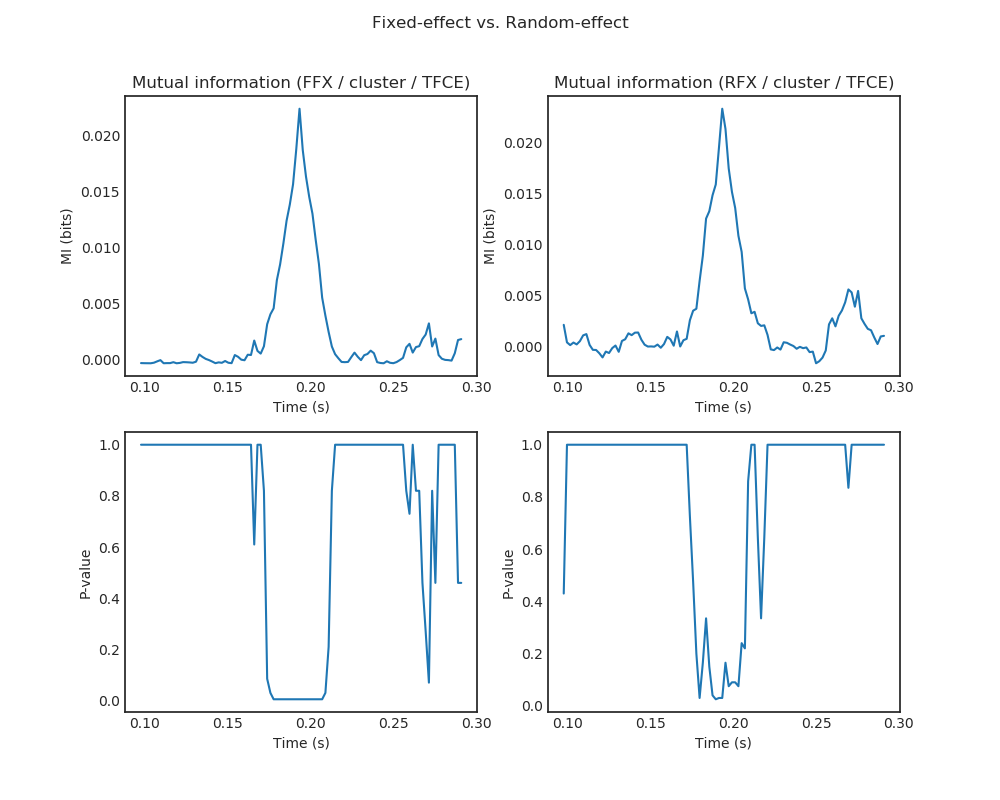 Fixed-effect vs. Random-effect
Mutual information (FFX / cluster / TFCE)
MI (bits)
0.020
0.015
0.010
0.005
0.000
0.10 0.15 0.20 0.25 0.30
Time (s)
Mutual information (RFX / cluster / TFCE)
MI (bits)
0.020
0.015
0.010
0.005
0.000
0.10 0.15 0.20 0.25 0.30
Time (s)
P-value
1.0
0.8
0.6
0.4
0.2
0.0
0.10 0.15 0.20 0.25 0.30
Time (s)
P-value
1.0
0.8
0.6
0.4
0.2
0.0
0.10 0.15 0.20 0.25 0.30
Time (s)